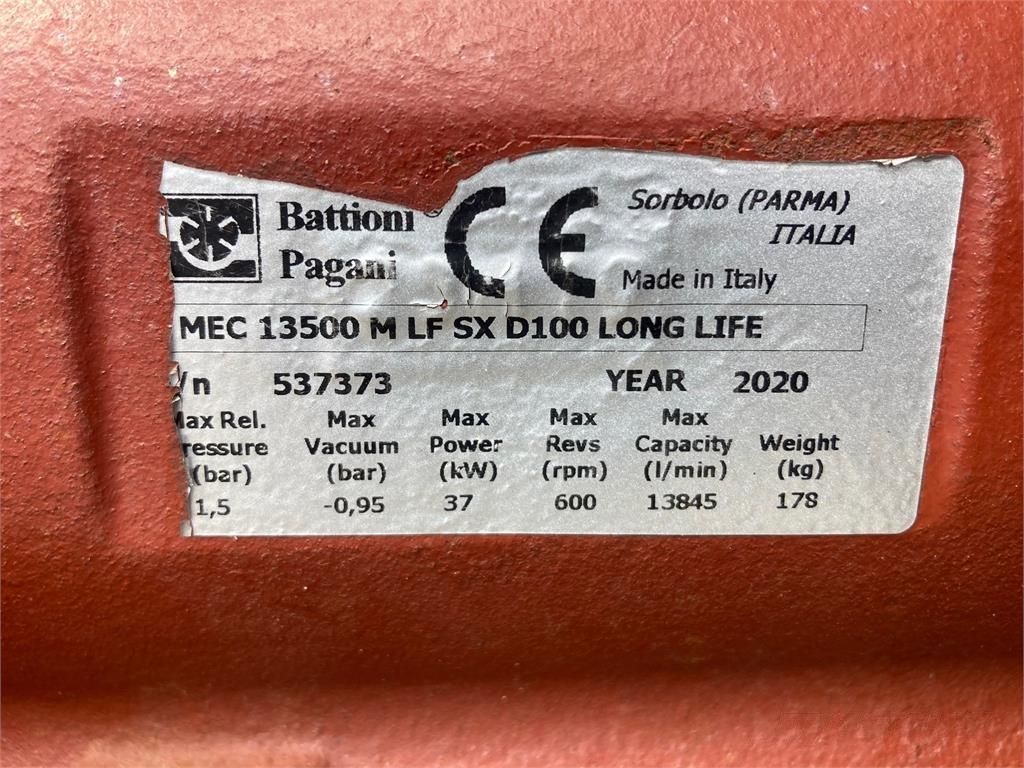 Battioni
Pagani
CE
Sorbolo (PARMA)
ITALIA
Made in Italy
MEC 13500 M LF SX D100 LONG LIFE
/n 537373 YEAR 2020
Max Rel. Max Max Max Max
ressure Vacuum Power Revs Capacity Weight
(bar) (bar) (kW) (rpm) (l/min) (kg)
1,5 -0,95 37 600 13845 178